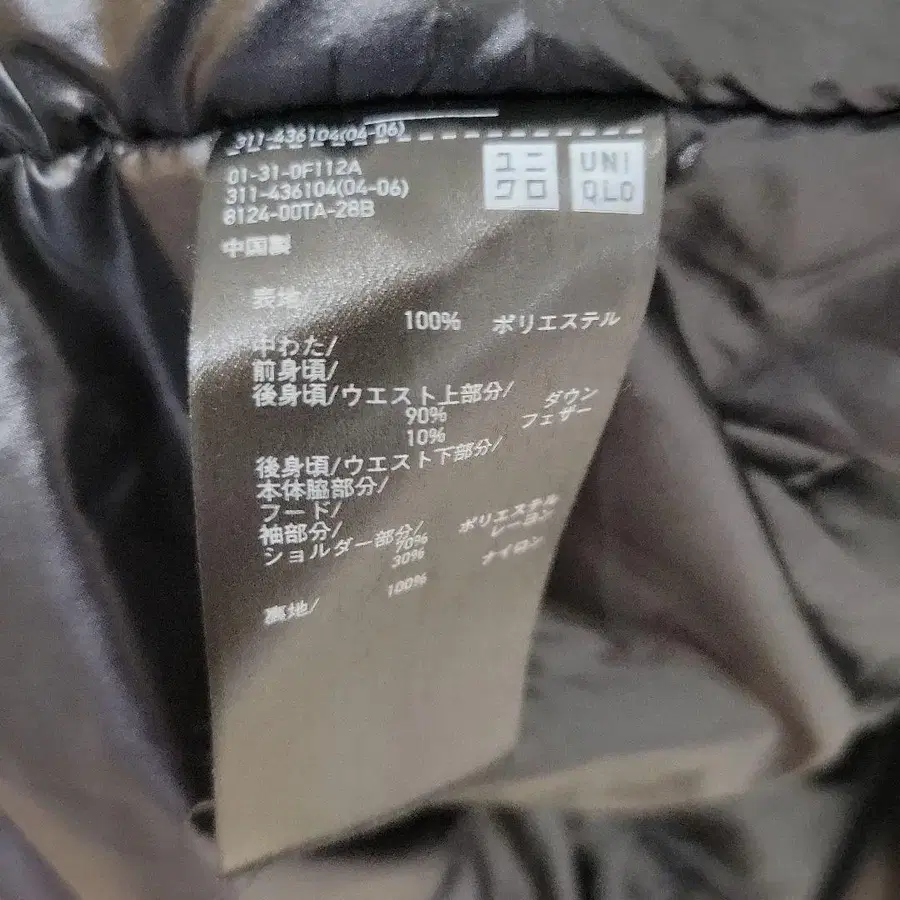 311-436104(04-06)
ユニ
クロ
UNI
QLO
01-31-0F112A
311-436104(04-06)
8124-00TA-28B
中国製
表地/
100% ポリエステル
中わた/
前身頃/
後身頃/ウエスト上部分/
90% ダウン
10% フェザー
後身頃/ウエスト下部分/
本体脇部分/
フード/
袖部分/
ショルダー部分/
70% ポリエステル
30% レーヨン
裏地/
100% ナイロン